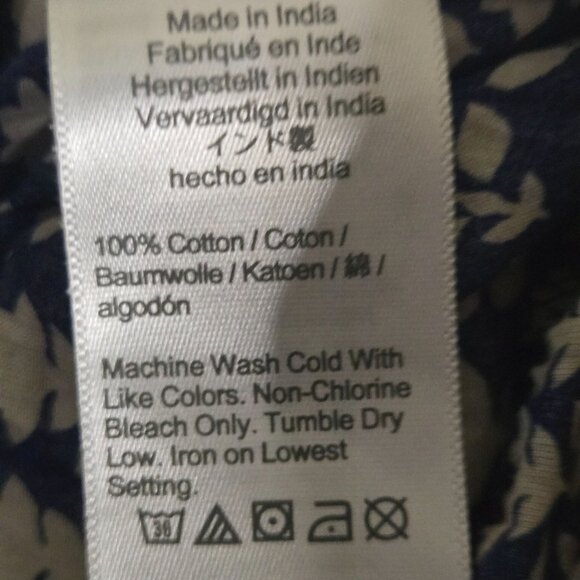 Made in India
Fabriqué en Inde
Hergestellt in Indien
Vervaardigd in India
インド製
hecho en india
100% Cotton / Coton /
Baumwolle / Katoen / 綿 /
algodón
Machine Wash Cold With
Like Colors. Non-Chlorine
Bleach Only. Tumble Dry
Low. Iron on Lowest
Setting.
30